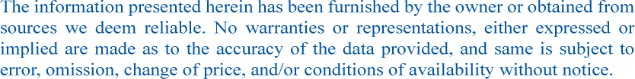 The information presented herein has been furnished by the owner or obtained from
sources we deem reliable. No warranties or representations, either expressed or
implied are made as to the accuracy of the data provided, and same is subject to
error, omission, change of price, and/or conditions of availability without notice.